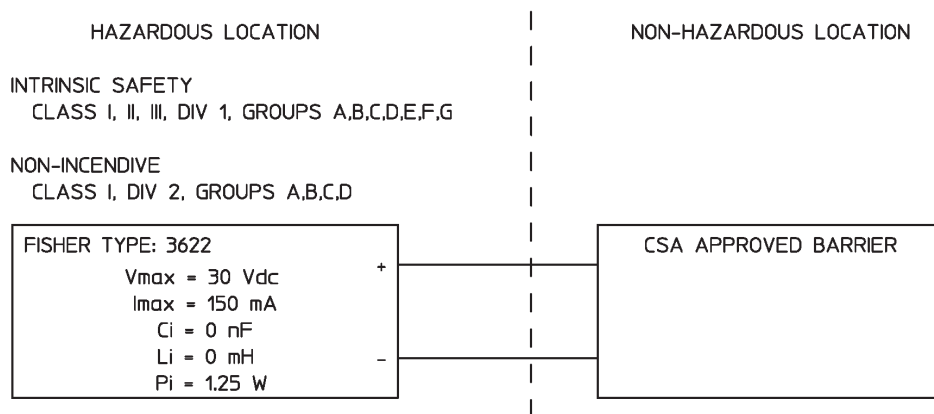 HAZARDOUS LOCATION
NON-HAZARDOUS LOCATION
INTRINSIC SAFETY
CLASS I, II, III, DIV 1, GROUPS A,B,C,D,E,F,G
NON-INCENDIVE
CLASS I, DIV 2, GROUPS A,B,C,D
FISHER TYPE: 3622
Vmax = 30 Vdc
Imax = 150 mA
Ci = 0 nF
Li = 0 mH
Pi = 1.25 W
+
-
CSA APPROVED BARRIER